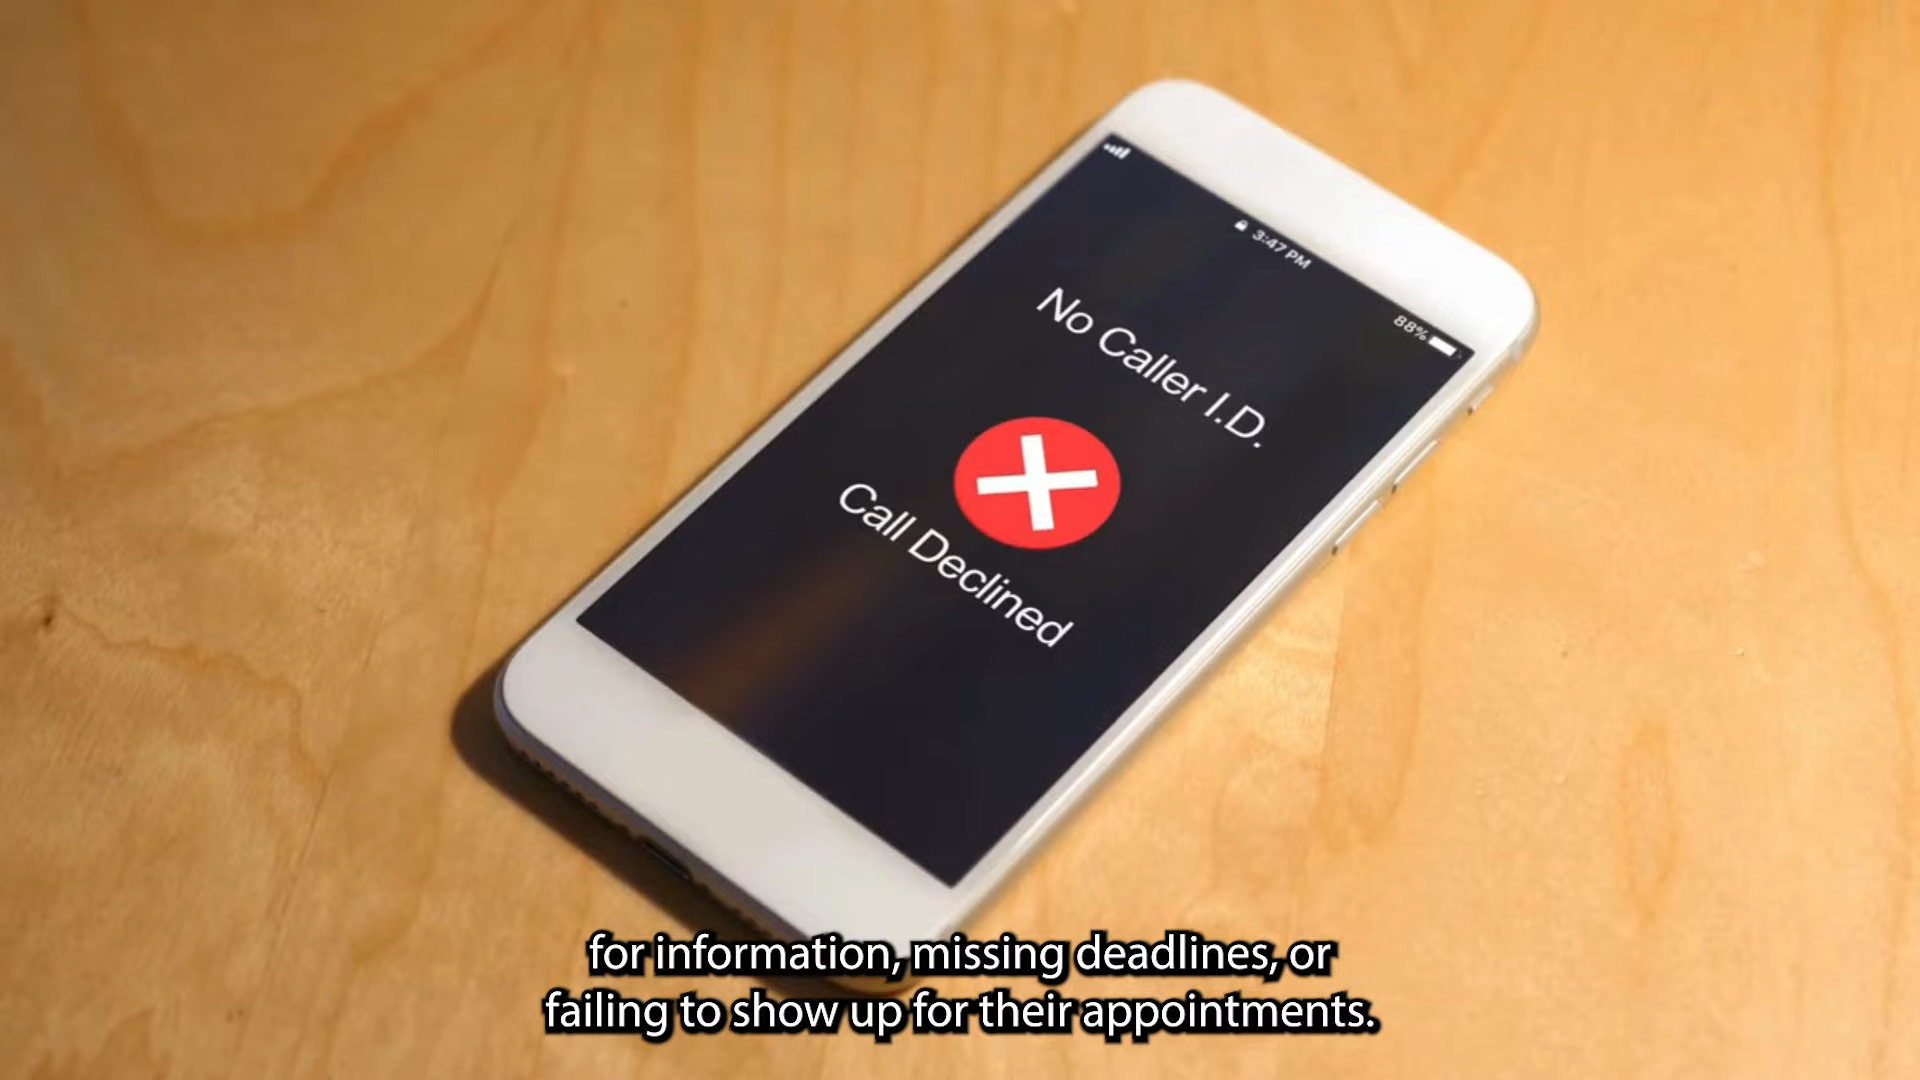 3:47 PM
88%
No Caller I.D.
Call Declined
for information, missing deadlines, or
failing to show up for their appointments.